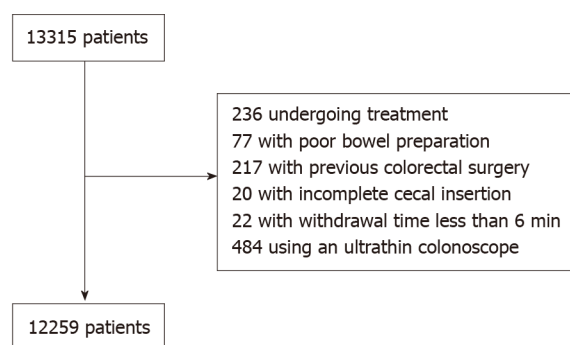 13315 patients
236 undergoing treatment
77 with poor bowel preparation
217 with previous colorectal surgery
20 with incomplete cecal insertion
22 with withdrawal time less than 6 min
484 using an ultrathin colonoscope
12259 patients